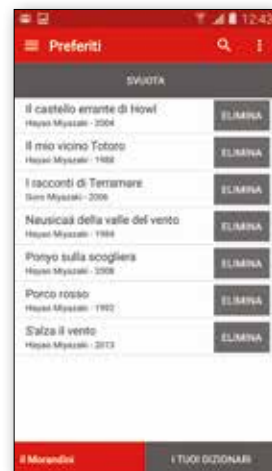 12:43
Preferiti
SVUOTA
Il castello errante di Howl
Hayao Miyazaki - 2004
ELIMINA
Il mio vicino Totoro
Hayao Miyazaki - 1988
ELIMINA
I racconti di Terramare
Goro Miyazaki - 2006
ELIMINA
Nausicaä della valle del vento
Hayao Miyazaki - 1984
ELIMINA
Ponyo sulla scogliera
Hayao Miyazaki - 2008
ELIMINA
Porco rosso
Hayao Miyazaki - 1992
ELIMINA
S'alza il vento
Hayao Miyazaki - 2013
ELIMINA
il Morandini
I TUOI DIZIONARI